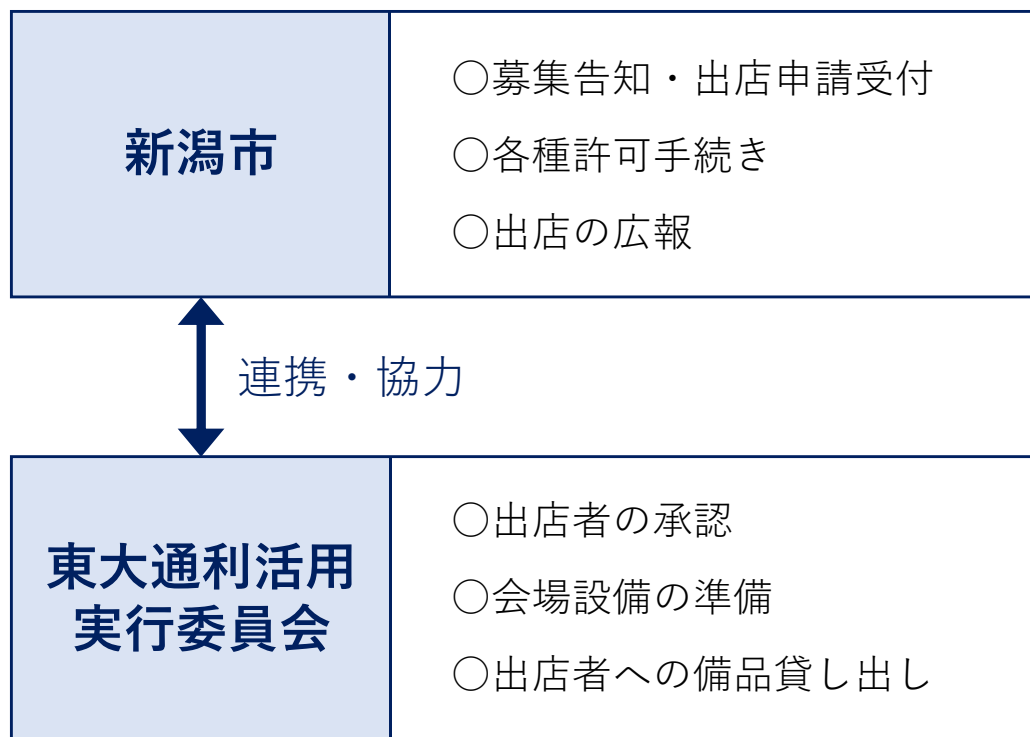 新潟市
○募集告知・出店申請受付
○各種許可手続き
○出店の広報
連携・協力
東大通利活用
実行委員会
○出店者の承認
○会場設備の準備
○出店者への備品貸し出し